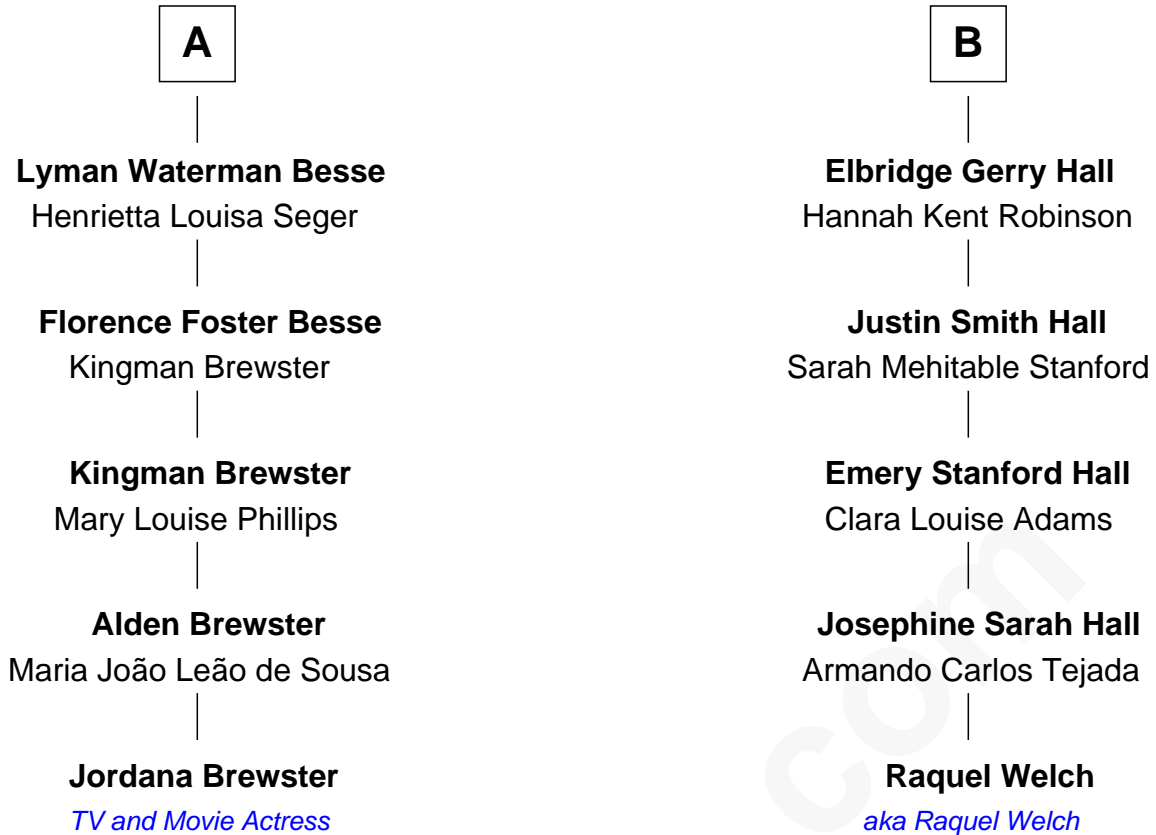 A
Lyman Waterman Besse
Henrietta Louisa Seger
Florence Foster Besse
Kingman Brewster
Kingman Brewster
Mary Louise Phillips
Alden Brewster
Maria João Leão de Sousa
Jordana Brewster
TV and Movie Actress
B
Elbridge Gerry Hall
Hannah Kent Robinson
Justin Smith Hall
Sarah Mehitable Stanford
Emery Stanford Hall
Clara Louise Adams
Josephine Sarah Hall
Armando Carlos Tejada
Raquel Welch
aka Raquel Welch
com